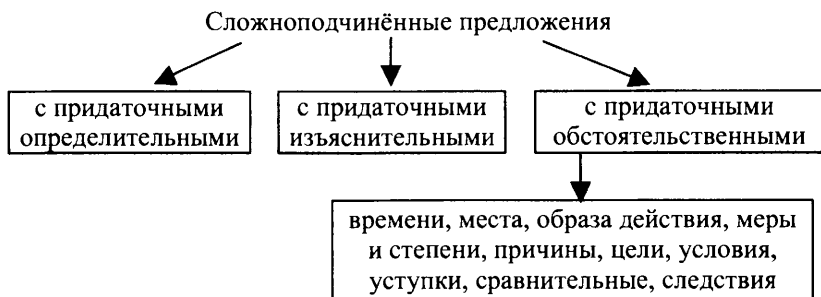 Сложноподчинённые предложения
с придаточными
определительными
с придаточными
изъяснительными
с придаточными
обстоятельственными
времени, места, образа действия, меры
и степени, причины, цели, условия,
уступки, сравнительные, следствия